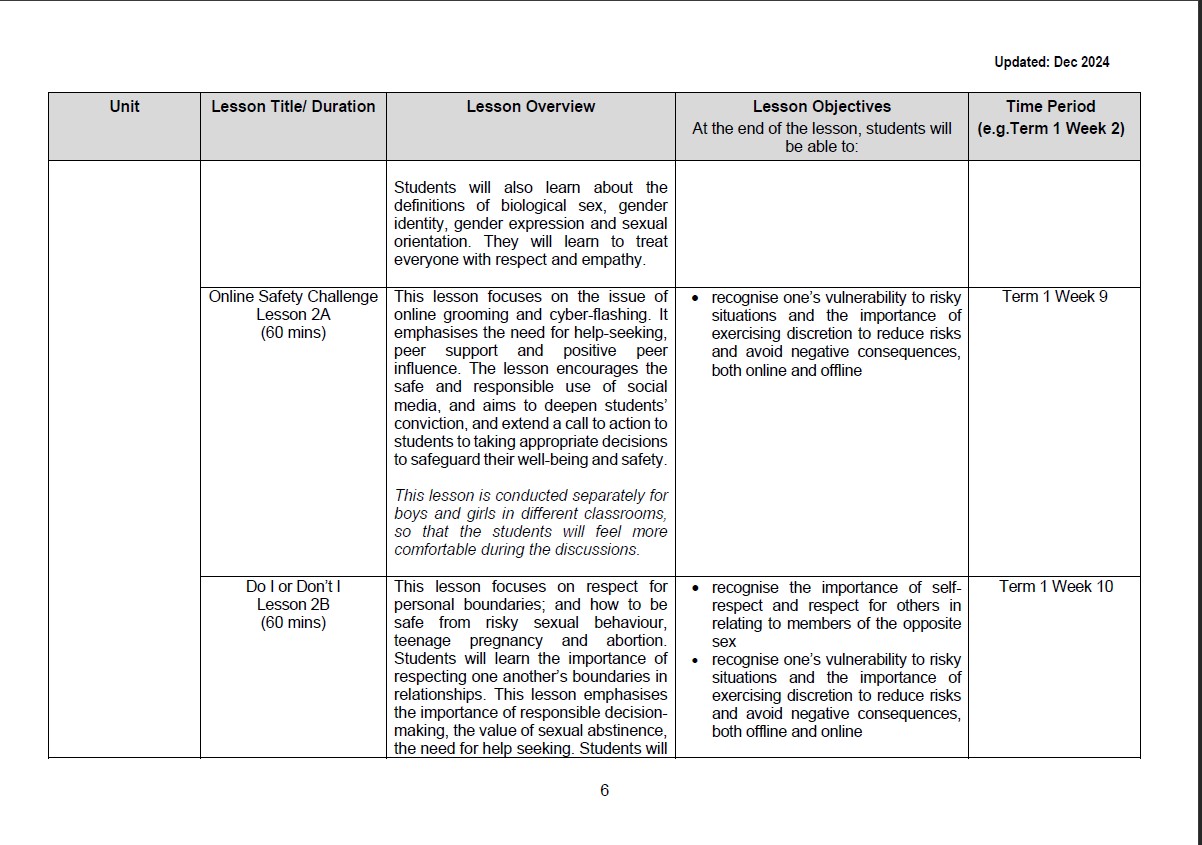 Updated: Dec 2024
Unit
Lesson Title/ Duration
Lesson Overview
Lesson Objectives
At the end of the lesson, students will
be able to:
Time Period
(e.g.Term 1 Week 2)
Students will also learn about the
definitions of biological sex, gender
identity, gender expression and sexual
orientation. They will learn to treat
everyone with respect and empathy.
Online Safety Challenge
Lesson 2A
(60 mins)
This lesson focuses on the issue of
online grooming and cyber-flashing. It
emphasises the need for help-seeking,
peer support and positive peer
influence. The lesson encourages the
safe and responsible use of social
media, and aims to deepen students’
conviction, and extend a call to action to
students to taking appropriate decisions
to safeguard their well-being and safety.
This lesson is conducted separately for
boys and girls in different classrooms,
so that the students will feel more
comfortable during the discussions.
• recognise one’s vulnerability to risky
situations and the importance of
exercising discretion to reduce risks
and avoid negative consequences,
both online and offline
Term 1 Week 9
Do I or Don’t I
Lesson 2B
(60 mins)
This lesson focuses on respect for
personal boundaries; and how to be
safe from risky sexual behaviour,
teenage pregnancy and abortion.
Students will learn the importance of
respecting one another’s boundaries in
relationships. This lesson emphasises
the importance of responsible decision-
making, the value of sexual abstinence,
the need for help seeking. Students will
• recognise the importance of self-
respect and respect for others in
relating to members of the opposite
sex
• recognise one’s vulnerability to risky
situations and the importance of
exercising discretion to reduce risks
and avoid negative consequences,
both offline and online
Term 1 Week 10
6